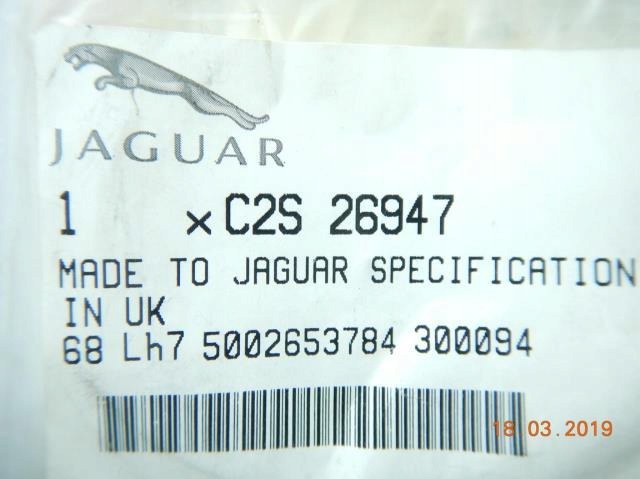 JAGUAR
1 x C2S 26947
MADE TO JAGUAR SPECIFICATION
IN UK
68 Lh7 5002653784 300094
18.03.2019